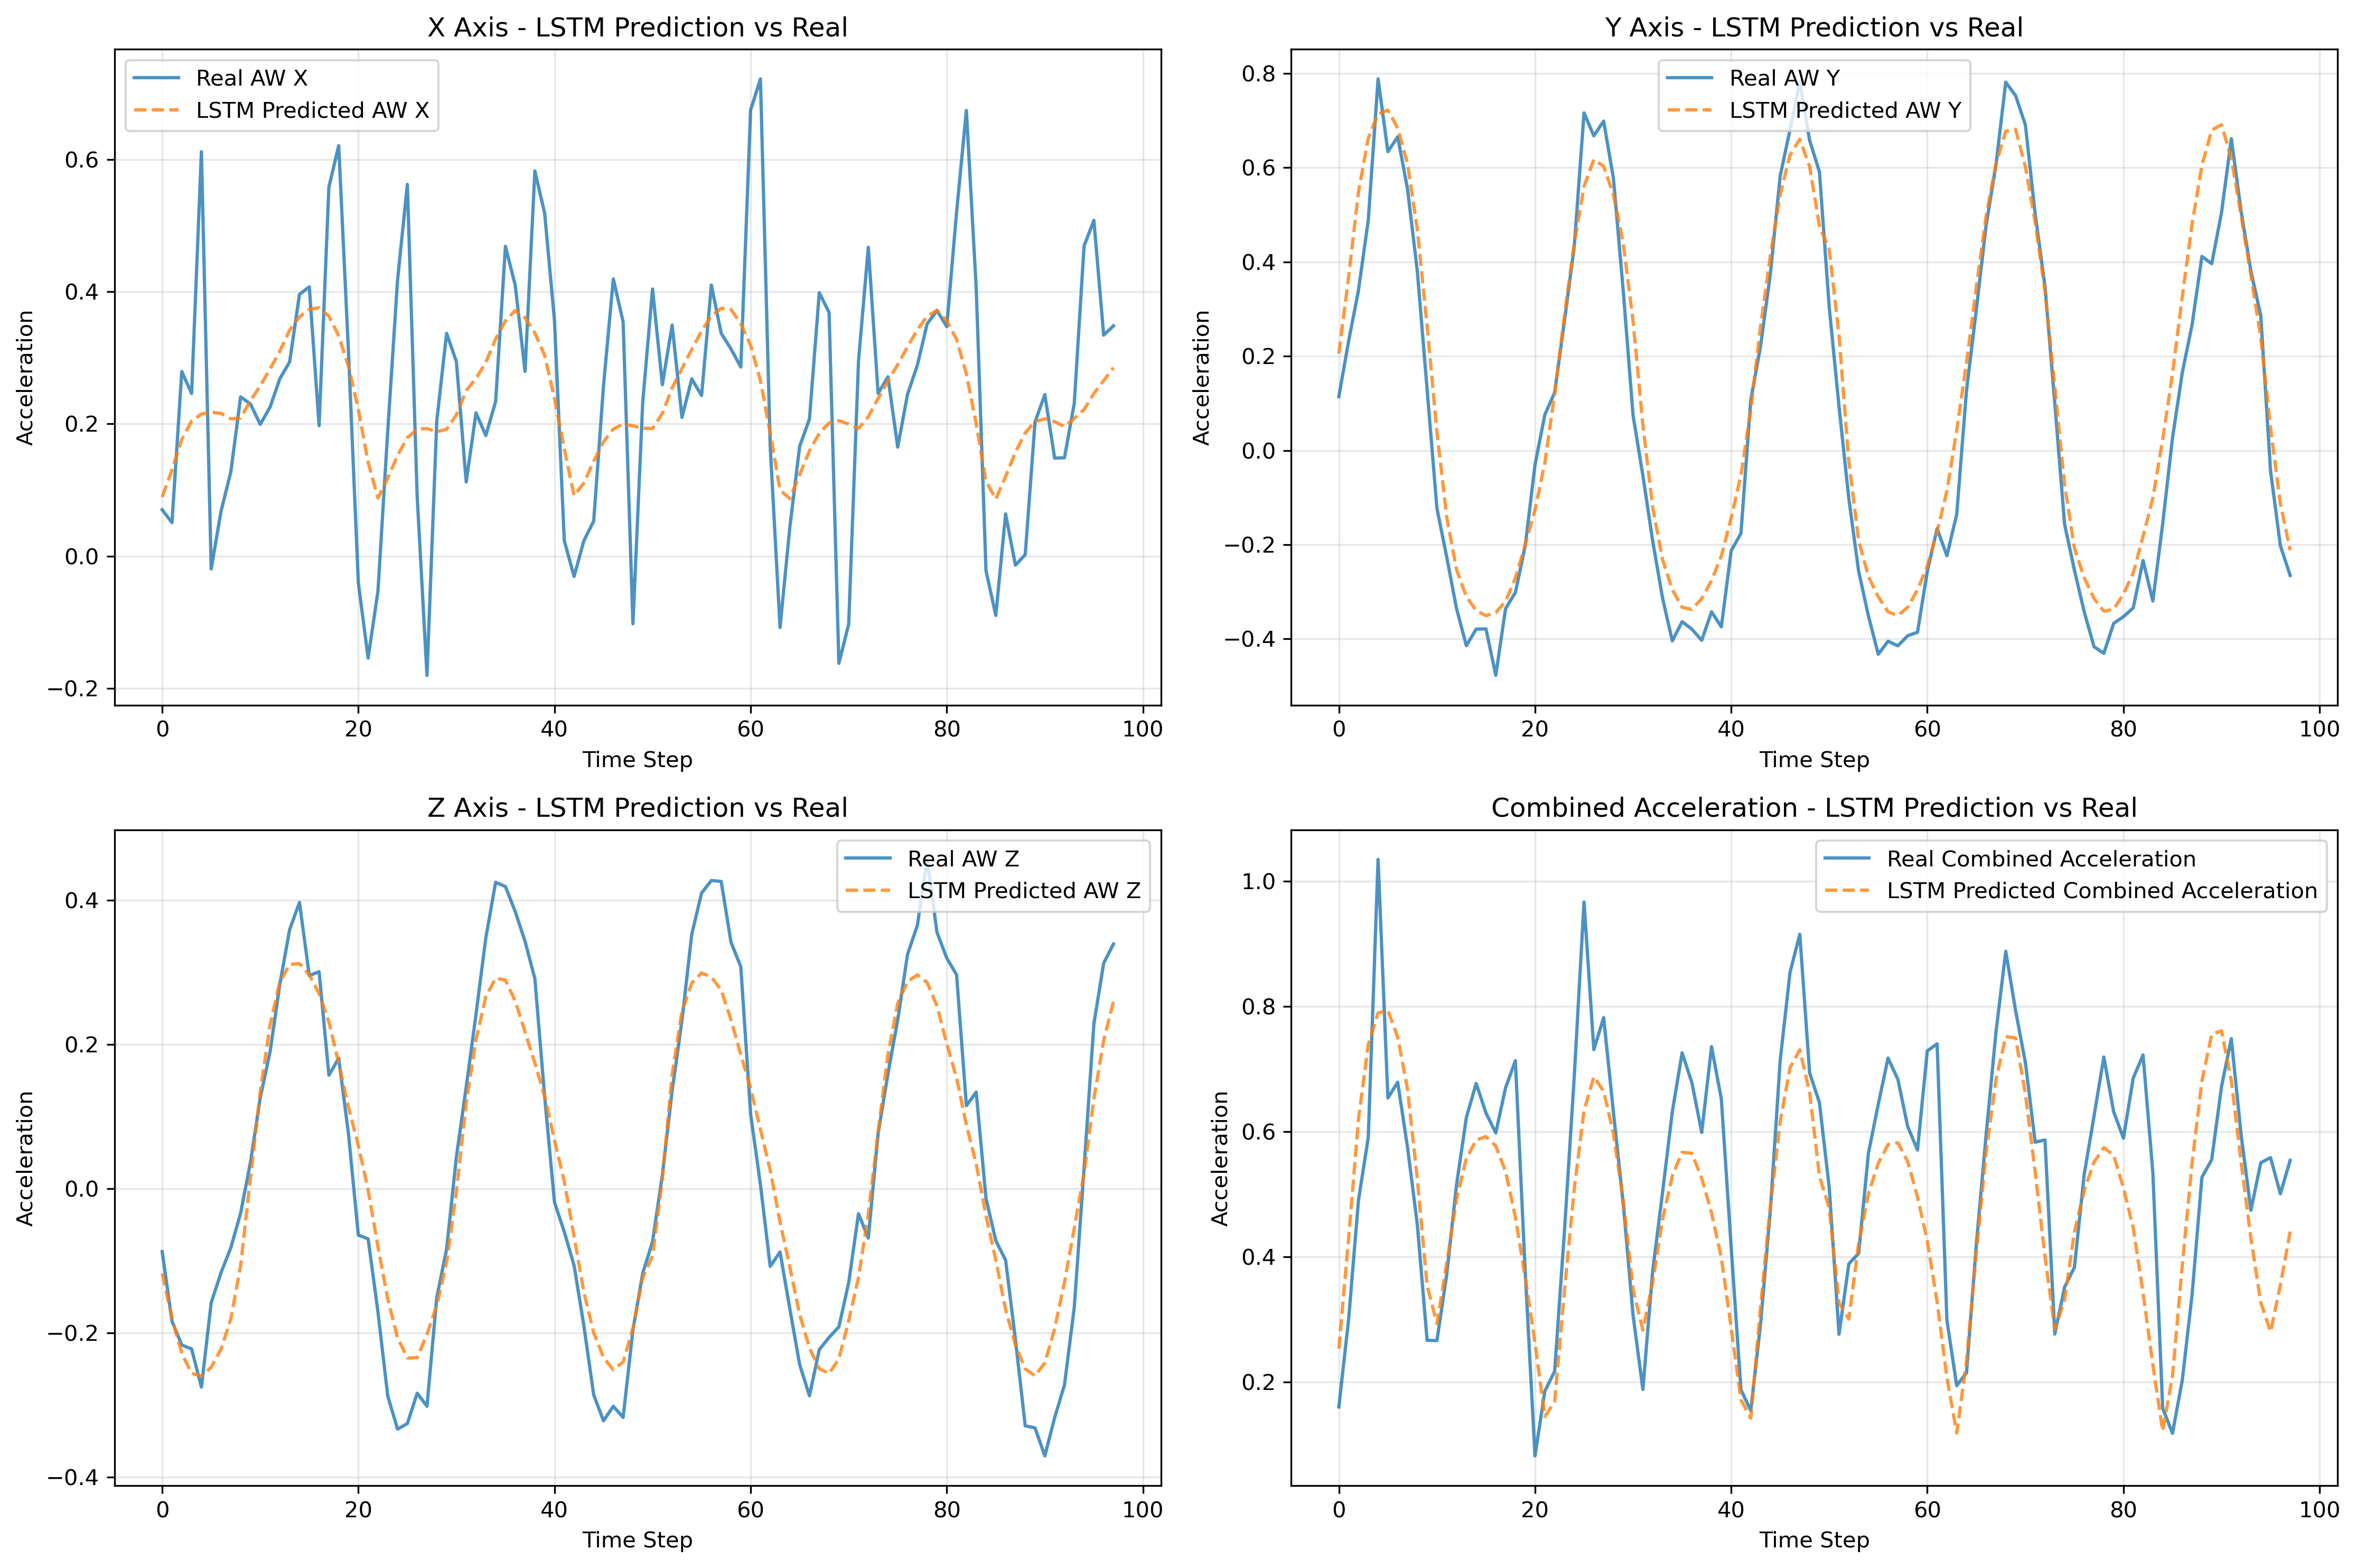 X Axis - LSTM Prediction vs Real
Real AW X
LSTM Predicted AW X
Acceleration
0.6
0.4
0.2
0.0
−0.2
0 20 40 60 80 100
Time Step
Y Axis - LSTM Prediction vs Real
Real AW Y
LSTM Predicted AW Y
Acceleration
0.8
0.6
0.4
0.2
0.0
−0.2
−0.4
0 20 40 60 80 100
Time Step
Z Axis - LSTM Prediction vs Real
Real AW Z
LSTM Predicted AW Z
Acceleration
0.4
0.2
0.0
−0.2
−0.4
0 20 40 60 80 100
Time Step
Combined Acceleration - LSTM Prediction vs Real
Real Combined Acceleration
LSTM Predicted Combined Acceleration
Acceleration
1.0
0.8
0.6
0.4
0.2
0 20 40 60 80 100
Time Step